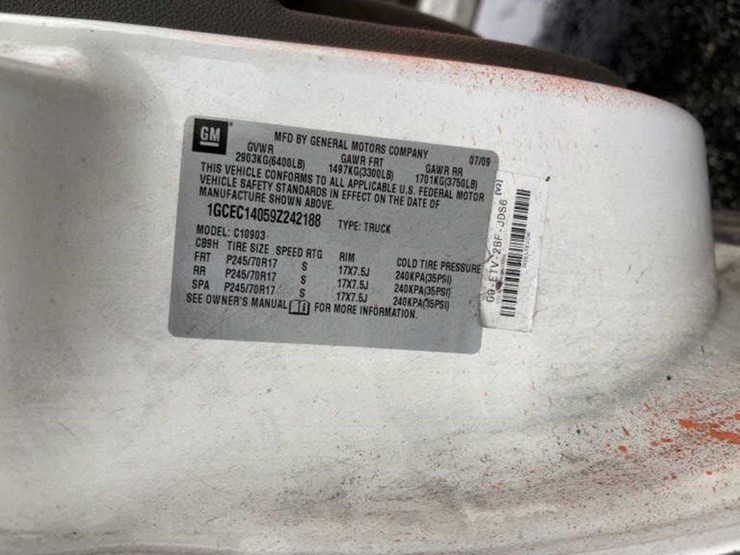 GM
MFD BY GENERAL MOTORS COMPANY 07/09
GVWR GAWR FRT GAWR RR
2903KG(6400LB) 1497KG(3300LB) 1701KG(3750LB)
THIS VEHICLE CONFORMS TO ALL APPLICABLE U.S. FEDERAL MOTOR
VEHICLE SAFETY STANDARDS IN EFFECT ON THE DATE OF
MANUFACTURE SHOWN ABOVE.
1GCEC14059Z242188 TYPE: TRUCK
MODEL: C10903
CB9H TIRE SIZE SPEED RTG RIM COLD TIRE PRESSURE
FRT P245/70R17 S 17X7.5J 240KPA(35PSI)
RR P245/70R17 S 17X7.5J 240KPA(35PSI)
SPA P245/70R17 S 17X7.5J 240KPA(35PSI)
SEE OWNER'S MANUAL FOR MORE INFORMATION.